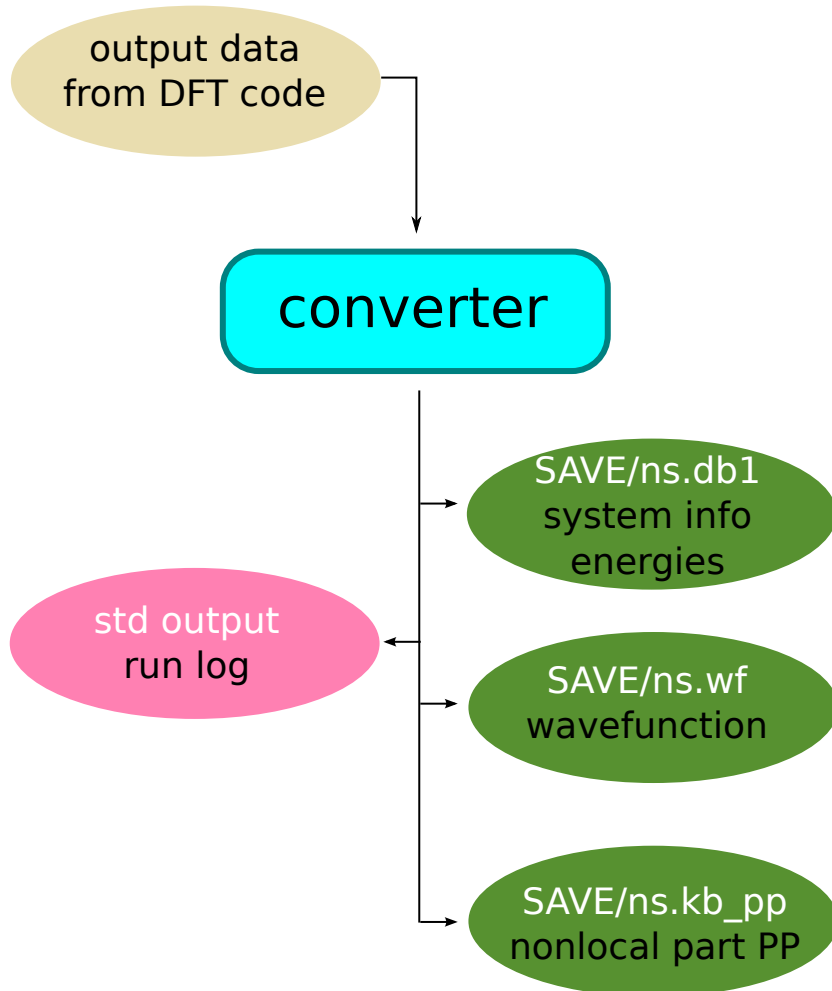 output data
from DFT code
converter
SAVE/ns.db1
system info
energies
std output
run log
SAVE/ns.wf
wavefunction
SAVE/ns.kb_pp
nonlocal part PP